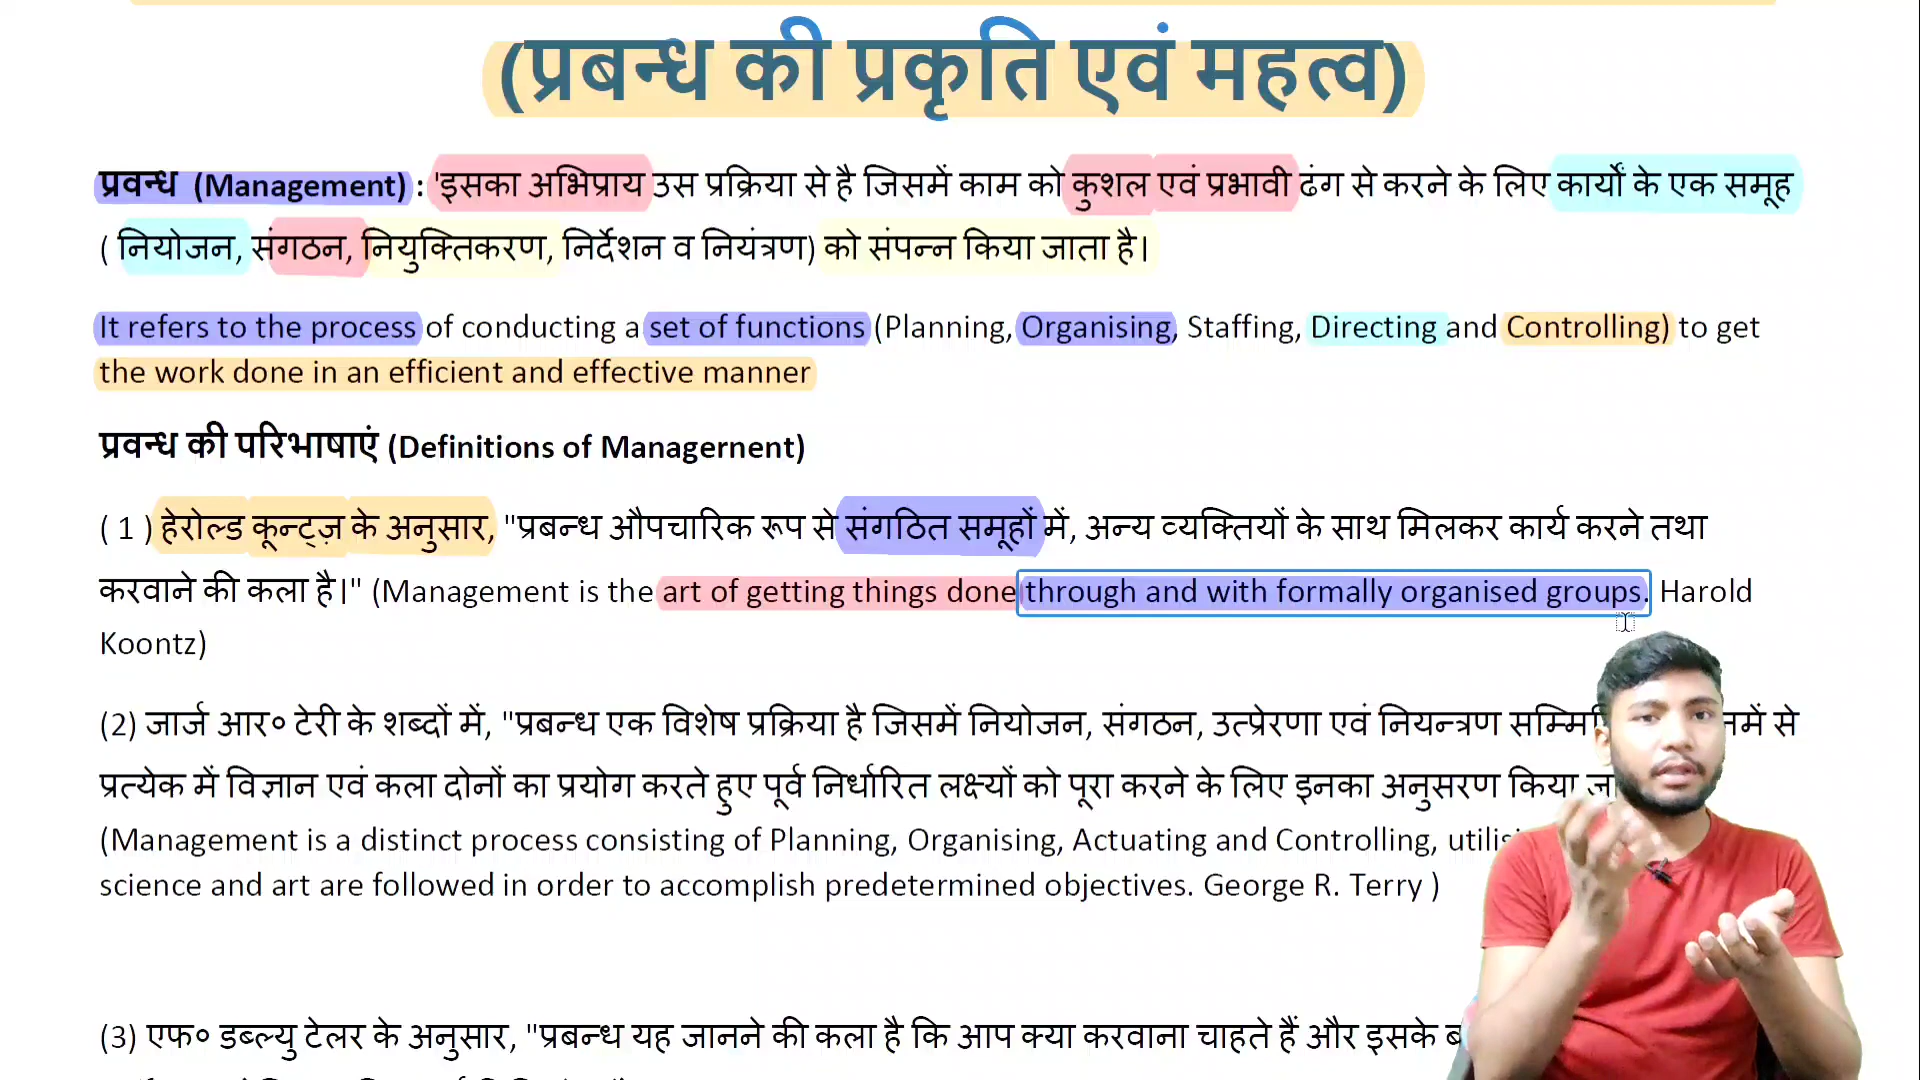 (प्रबन्ध की प्रकृति एवं महत्व)
प्रवन्ध (Management) : 'इसका अभिप्राय उस प्रक्रिया से है जिसमें काम को कुशल एवं प्रभावी ढंग से करने के लिए कार्यों के एक समूह
( नियोजन, संगठन, नियुक्तिकरण, निर्देशन व नियंत्रण) को संपन्न किया जाता है।
It refers to the process of conducting a set of functions (Planning, Organising, Staffing, Directing and Controlling) to get
the work done in an efficient and effective manner
प्रवन्ध की परिभाषाएं (Definitions of Managernent)
( 1 ) हेरोल्ड कून्ट्ज़ के अनुसार, "प्रबन्ध औपचारिक रूप से संगठित समूहों में, अन्य व्यक्तियों के साथ मिलकर कार्य करने तथा
करवाने की कला है।" (Management is the art of getting things done through and with formally organised groups. Harold
Koontz)
(2) जार्ज आर० टेरी के शब्दों में, "प्रबन्ध एक विशेष प्रक्रिया है जिसमें नियोजन, संगठन, उत्प्रेरणा एवं नियन्त्रण से
प्रत्येक में विज्ञान एवं कला दोनों का प्रयोग करते हुए पूर्व निर्धारित लक्ष्यों को पूरा करने के लिए इनका अनुसरण किया
(Management is a distinct process consisting of Planning, Organising, Actuating and Controlling,
science and art are followed in order to accomplish predetermined objectives. George R. Terry )
(3) एफ० डब्ल्यु टेलर के अनुसार, "प्रबन्ध यह जानने की कला है कि आप क्या करवाना चाहते हैं और इसके